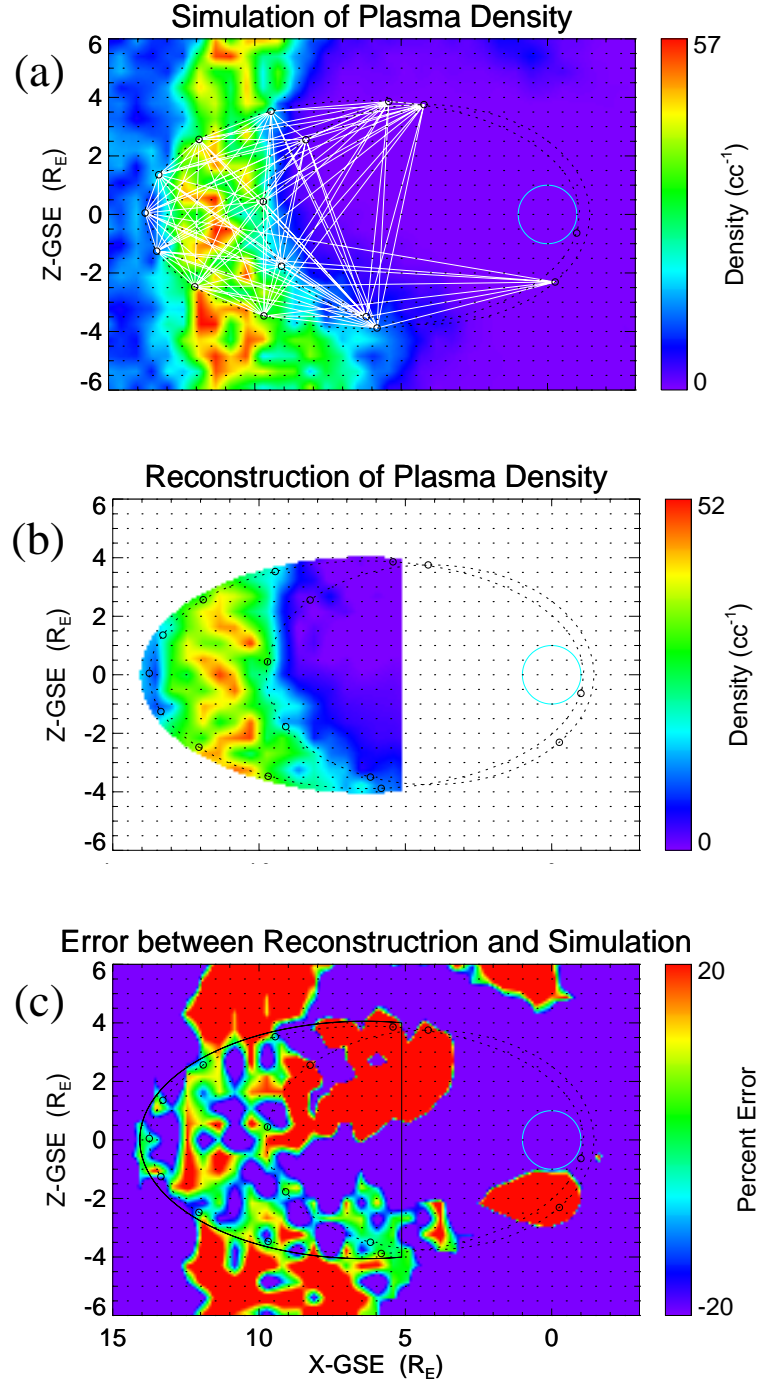 Simulation of Plasma Density
(a)
6
4
2
0
-2
-4
-6
Z-GSE (RE)
57
0
Density (cc-1)
Reconstruction of Plasma Density
(b)
6
4
2
0
-2
-4
-6
Z-GSE (RE)
52
0
Density (cc-1)
Error between Reconstructrion and Simulation
(c)
6
4
2
0
-2
-4
-6
Z-GSE (RE)
20
-20
Percent Error
15 10 5 0
X-GSE (RE)